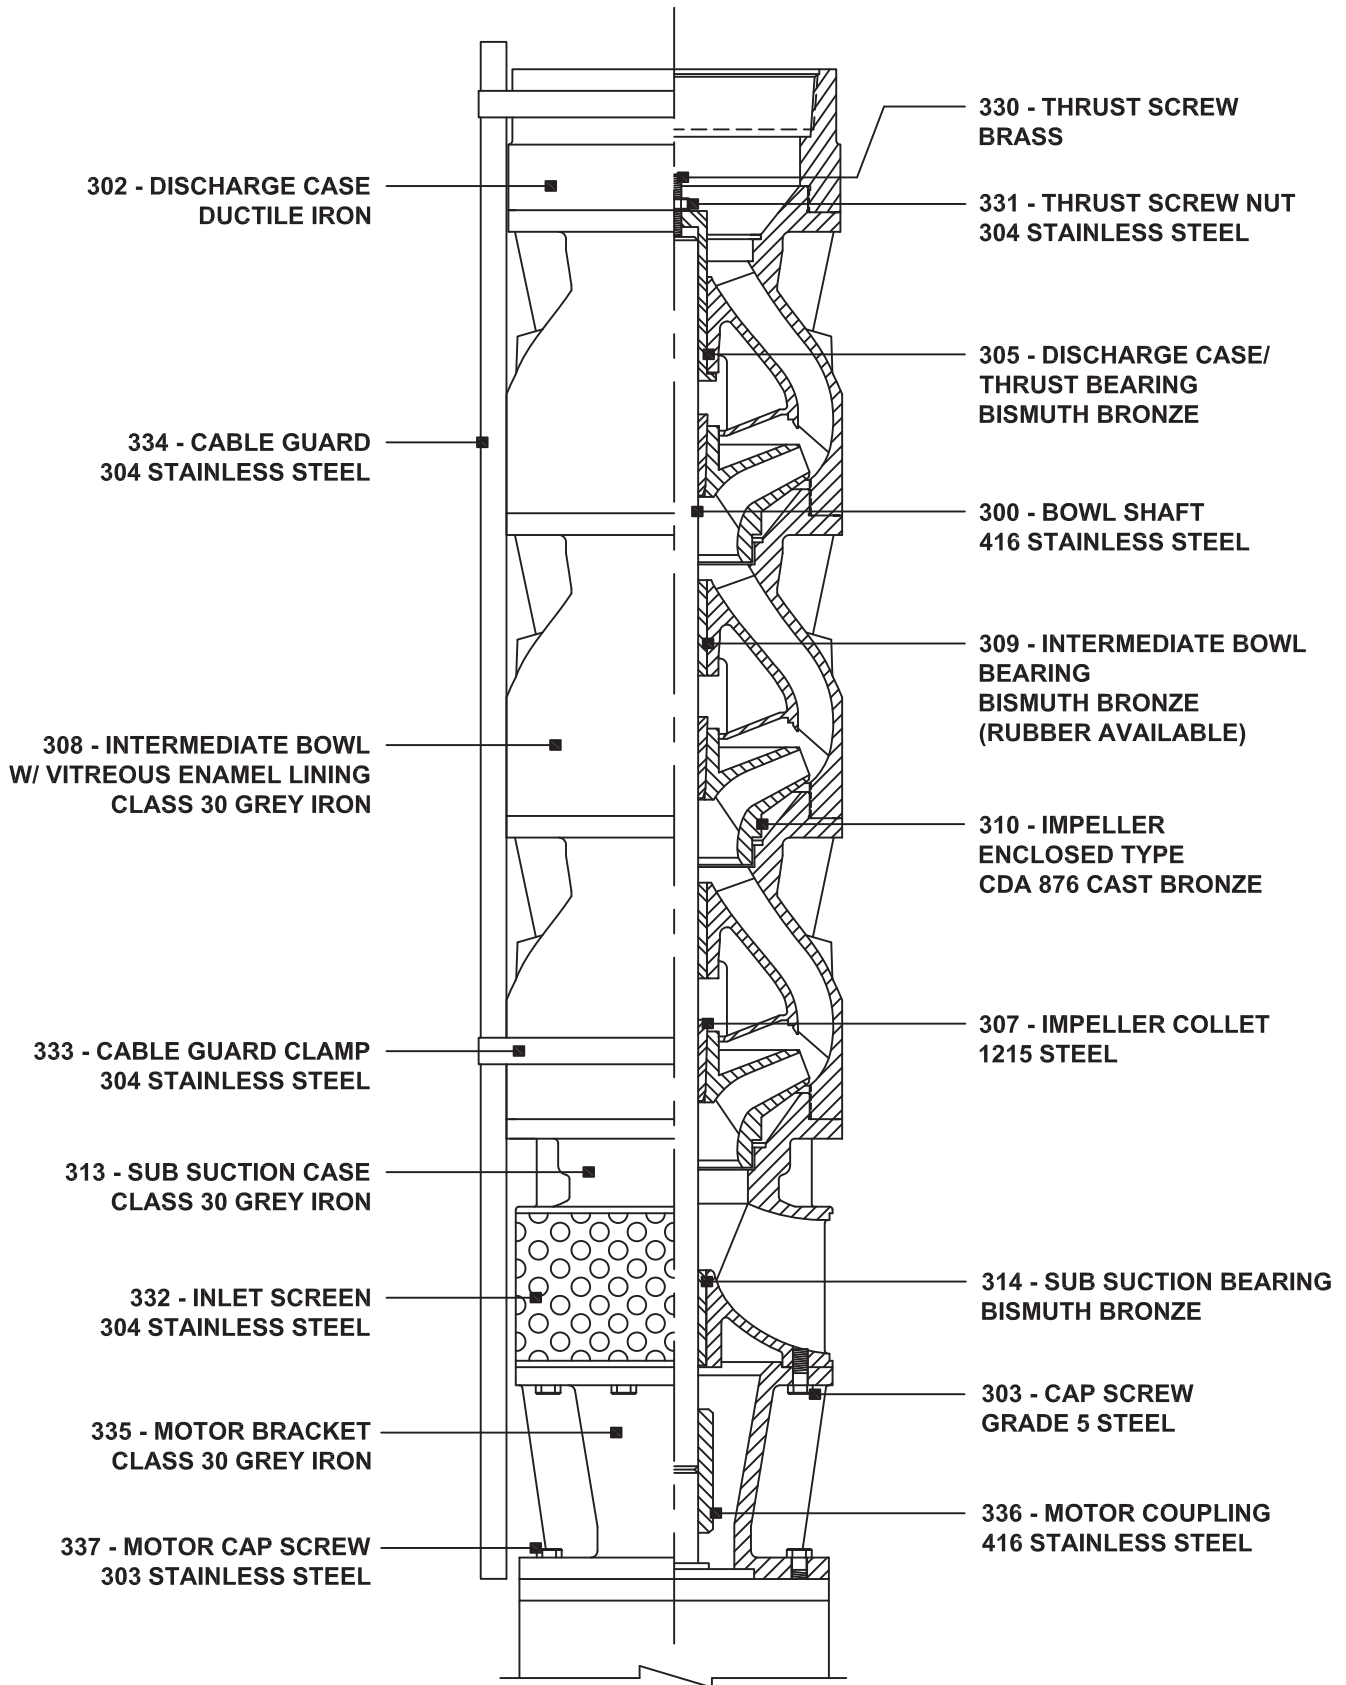 302 - DISCHARGE CASE
DUCTILE IRON
334 - CABLE GUARD
304 STAINLESS STEEL
308 - INTERMEDIATE BOWL
W/ VITREOUS ENAMEL LINING
CLASS 30 GREY IRON
333 - CABLE GUARD CLAMP
304 STAINLESS STEEL
313 - SUB SUCTION CASE
CLASS 30 GREY IRON
332 - INLET SCREEN
304 STAINLESS STEEL
335 - MOTOR BRACKET
CLASS 30 GREY IRON
337 - MOTOR CAP SCREW
303 STAINLESS STEEL
330 - THRUST SCREW
BRASS
331 - THRUST SCREW NUT
304 STAINLESS STEEL
305 - DISCHARGE CASE/
THRUST BEARING
BISMUTH BRONZE
300 - BOWL SHAFT
416 STAINLESS STEEL
309 - INTERMEDIATE BOWL
BEARING
BISMUTH BRONZE
(RUBBER AVAILABLE)
310 - IMPELLER
ENCLOSED TYPE
CDA 876 CAST BRONZE
307 - IMPELLER COLLET
1215 STEEL
314 - SUB SUCTION BEARING
BISMUTH BRONZE
303 - CAP SCREW
GRADE 5 STEEL
336 - MOTOR COUPLING
416 STAINLESS STEEL